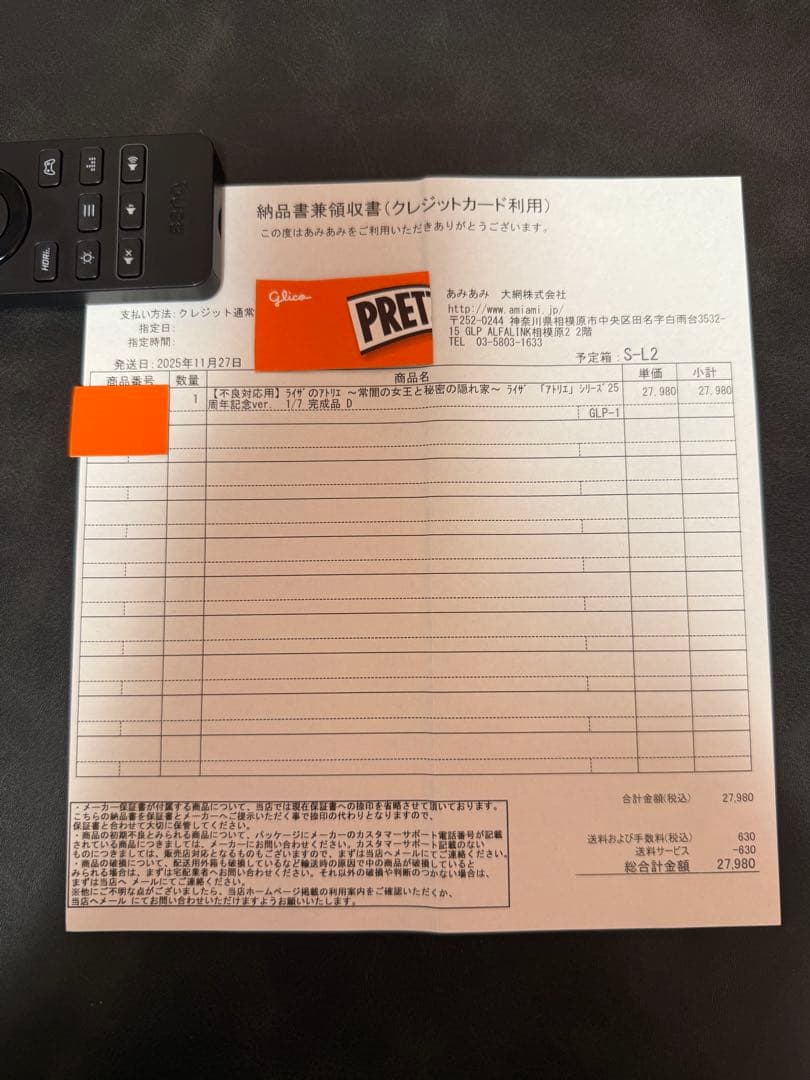 納品書兼領収書(クレジットカード利用)
この度はあみあみをご利用いただきありがとうございます。
HDRi
BenQ
Glico
PRET
支払い方法: クレジット通常
指定日:
指定時間:
発送日: 2025年11月27日
あみあみ 大網株式会社
http://www.amiami.jp/
〒252-0244 神奈川県相模原市中央区田名字白雨台3532-
15 GLP ALFALINK相模原2 2階
TEL 03-5803-1633
予定箱: S-L2
商品番号 数量 商品名 単価 小計
1 【不良対応用】ﾗｲｻﾞのｱﾄﾘｴ ～常闇の女王と秘密の隠れ家～ ﾗｲｻﾞ 「ｱﾄﾘｴ」ｼﾘｰｽﾞ25 27,980 27,980
周年記念ver. 1/7 完成品 D
GLP-1
・メーカー保証書が付属する商品について、当店では現在保証書への捺印を省略させて頂いております。
こちらの納品書を保証書とメーカーへご提示いただく事で捺印の代わりとなりますので、
保証書と合わせて大切に保管してください。
・商品の初期不良とみられる商品について、パッケージにメーカーのカスタマーサポート電話番号が記載
されている商品につきましては、メーカーにお問い合わせください。カスタマーサポート記載のない
ものにつきましては、販売店対応となるものもございますので、まずは当店へメールにてご連絡ください。
・商品の破損について、配送用外箱も破損しているなど輸送時の原因で中の商品が破損していると
みられる場合は、まずは宅配業者へお問い合わせください。それ以外の破損や判断のつかない場合は、
まずは当店へ メールにてご連絡ください。
※他にご不明な点がございましたら、当店ホームページ掲載の利用案内をご確認いただくか、
当店へメール にてお問い合わせいただけますようお願いいたします。
合計金額(税込) 27,980
送料および手数料(税込) 630
送料サービス -630
総合計金額 27,980